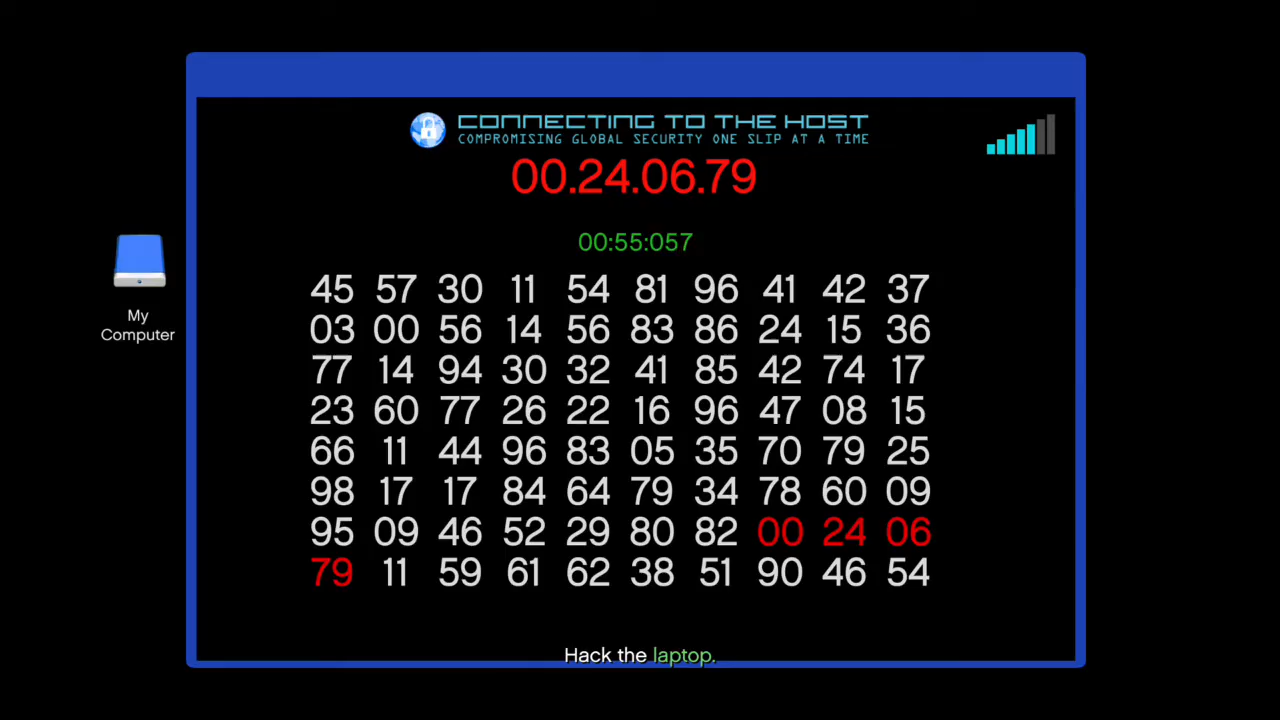 CONNECTING TO THE HOST
COMPROMISING GLOBAL SECURITY ONE SLIP AT A TIME
00.24.06.79
00:55:057
45 57 30 11 54 81 96 41 42 37
03 00 56 14 56 83 86 24 15 36
77 14 94 30 32 41 85 42 74 17
23 60 77 26 22 16 96 47 08 15
66 11 44 96 83 05 35 70 79 25
98 17 17 84 64 79 34 78 60 09
95 09 46 52 29 80 82 00 24 06
79 11 59 61 62 38 51 90 46 54
My
Computer
Hack the laptop.